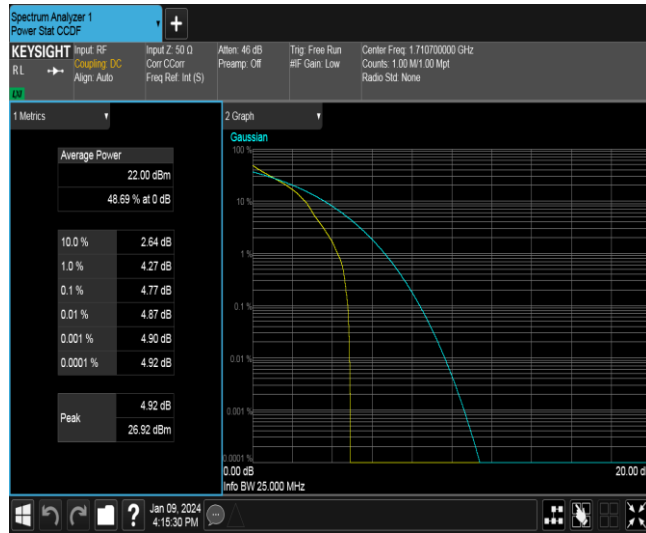 Spectrum Analyzer 1
Power Stat CCDF
+
KEYSIGHT
R L
LXI
Input: RF
Coupling: DC
Align: Auto
Input Z: 50 Ω
Corr CCorr
Freq Ref: Int (S)
Atten: 46 dB
Preamp: Off
Trig: Free Run
#IF Gain: Low
Center Freq: 1.710700000 GHz
Counts: 1.00 M/1.00 Mpt
Radio Std: None
1 Metrics
Average Power
22.00 dBm
48.69 % at 0 dB
10.0 % 2.64 dB
1.0 % 4.27 dB
0.1 % 4.77 dB
0.01 % 4.87 dB
0.001 % 4.90 dB
0.0001 % 4.92 dB
Peak
4.92 dB
26.92 dBm
2 Graph
Gaussian
100 %
10 %
1 %
0.1 %
0.01 %
0.001 %
0.0001 %
0.00 dB
20.00 d
Info BW 25.000 MHz
?
Jan 09, 2024
4:15:30 PM